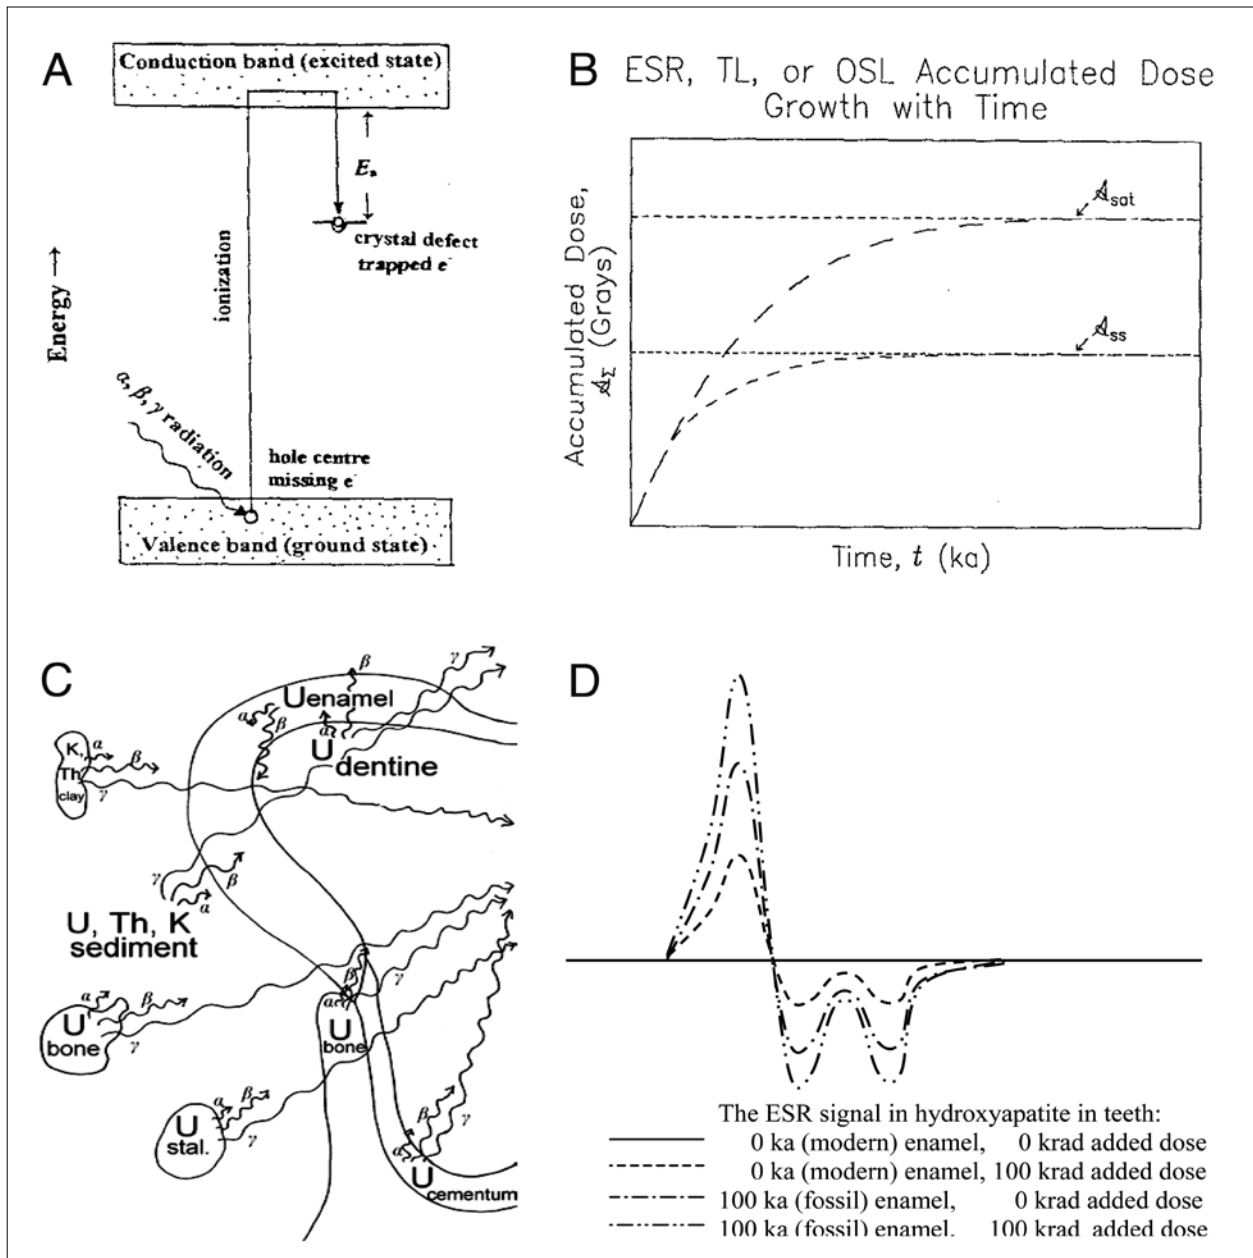 A
Conduction band (excited state)
Eₐ
crystal defect
trapped e⁻
Energy →
ionization
α, β, γ radiation
hole centre
missing e⁻
Valence band (ground state)
B
ESR, TL, or OSL Accumulated Dose
Growth with Time
Accumulated Dose,
𝒜Σ (Grays)
𝒜sat
𝒜ss
Time, t (ka)
C
γ
β
U enamel
α
β
α
U
dentine
K,
Th
clay
α
β
γ
γ
β
α
U, Th, K
sediment
α
β
U
bone
γ
β
α
γ
U
bone
α
β
U
stal.
γ
β
γ
α
U
cementum
D
The ESR signal in hydroxyapatite in teeth:
0 ka (modern) enamel, 0 krad added dose
0 ka (modern) enamel, 100 krad added dose
100 ka (fossil) enamel, 0 krad added dose
100 ka (fossil) enamel, 100 krad added dose